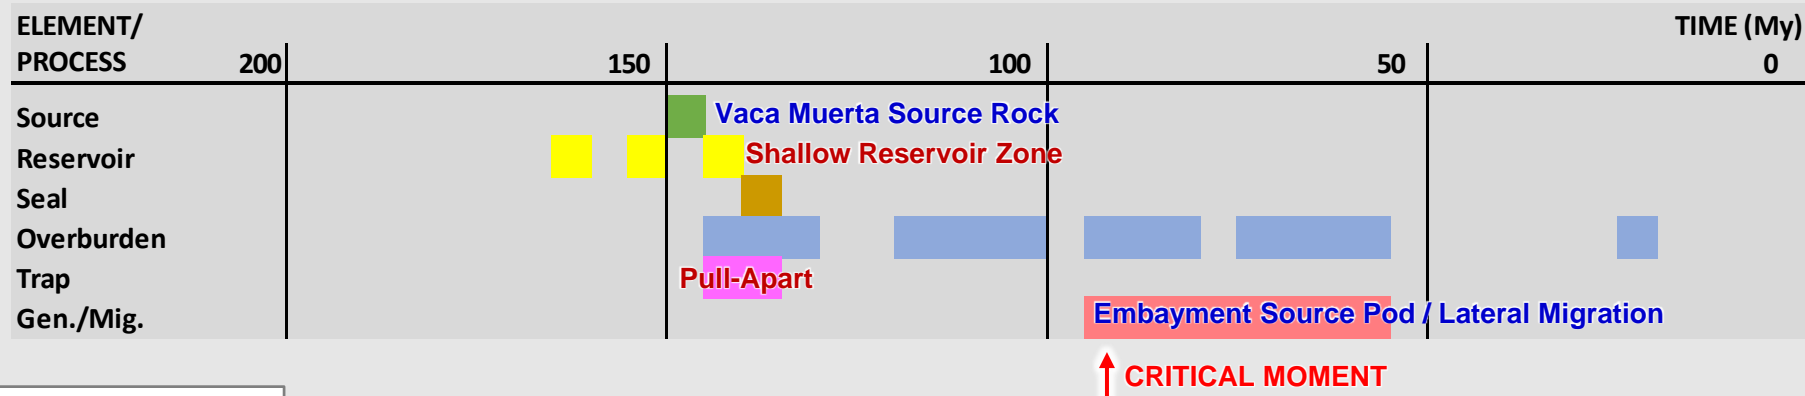 ELEMENT/ TIME (My)
PROCESS 200 150 100 50 0
Source Vaca Muerta Source Rock
Reservoir Shallow Reservoir Zone
Seal
Overburden
Trap Pull-Apart
Gen./Mig. Embayment Source Pod / Lateral Migration
CRITICAL MOMENT